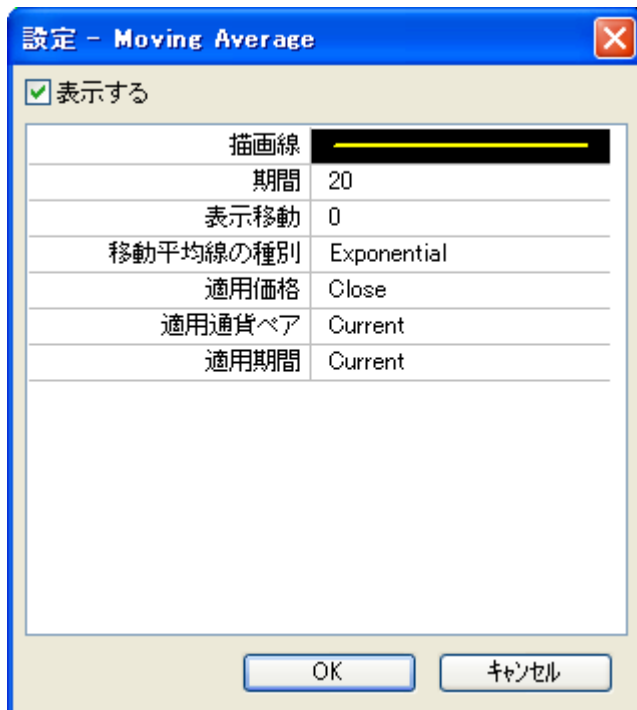 設定 - Moving Average
表示する
描画線
期間 20
表示移動 0
移動平均線の種別 Exponential
適用価格 Close
適用通貨ペア Current
適用期間 Current
OK キャンセル